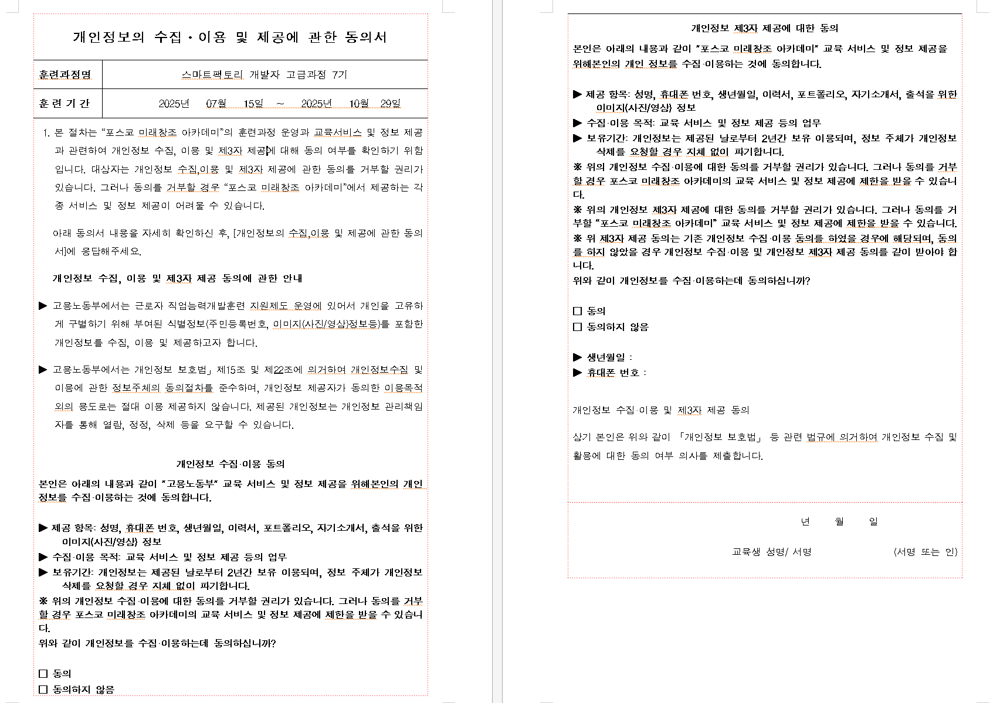 개인정보의 수집・이용 및 제공에 관한 동의서
훈련과정명
스마트팩토리 개발자 고급과정 7기
훈 련 기 간
2025년 07월 15일 ~ 2025년 10월 29일
1. 본 절차는 “포스코 미래창조 아카데미”의 훈련과정 운영과 교육서비스 및 정보 제공
과 관련하여 개인정보 수집, 이용 및 제3자 제공에 대해 동의 여부를 확인하기 위함
입니다. 대상자는 개인정보 수집,이용 및 제3자 제공에 관한 동의를 거부할 권리가
있습니다. 그러나 동의를 거부할 경우 “포스코 미래창조 아카데미”에서 제공하는 각
종 서비스 및 정보 제공이 어려울 수 있습니다.
아래 동의서 내용을 자세히 확인하신 후, [개인정보의 수집,이용 및 제공에 관한 동의
서]에 응답해주세요.
개인정보 수집, 이용 및 제3자 제공 동의에 관한 안내
▶ 고용노동부에서는 근로자 직업능력개발훈련 지원제도 운영에 있어서 개인을 고유하
게 구별하기 위해 부여된 식별정보(주민등록번호, 이미지(사진/영상)정보등)를 포함한
개인정보를 수집, 이용 및 제공하고자 합니다.
▶ 고용노동부에서는 개인정보 보호법」제15조 및 제22조에 의거하여 개인정보수집 및
이용에 관한 정보주체의 동의절차를 준수하며, 개인정보 제공자가 동의한 이용목적
외의 용도로는 절대 이용 제공하지 않습니다. 제공된 개인정보는 개인정보 관리책임
자를 통해 열람, 정정, 삭제 등을 요구할 수 있습니다.
개인정보 수집·이용 동의
본인은 아래의 내용과 같이 "고용노동부" 교육 서비스 및 정보 제공을 위해본인의 개인
정보를 수집·이용하는 것에 동의합니다.
▶ 제공 항목: 성명, 휴대폰 번호, 생년월일, 이력서, 포트폴리오, 자기소개서, 출석을 위한
이미지(사진/영상) 정보
▶ 수집·이용 목적: 교육 서비스 및 정보 제공 등의 업무
▶ 보유기간: 개인정보는 제공된 날로부터 2년간 보유 이용되며, 정보 주체가 개인정보
삭제를 요청할 경우 지체 없이 파기합니다.
※ 위의 개인정보 수집·이용에 대한 동의를 거부할 권리가 있습니다. 그러나 동의를 거부
할 경우 포스코 미래창조 아카데미의 교육 서비스 및 정보 제공에 제한을 받을 수 있습니
다.
위와 같이 개인정보를 수집·이용하는데 동의하십니까?
□ 동의
□ 동의하지 않음
개인정보 제3자 제공에 대한 동의
본인은 아래의 내용과 같이 "포스코 미래창조 아카데미" 교육 서비스 및 정보 제공을
위해본인의 개인 정보를 수집·이용하는 것에 동의합니다.
▶ 제공 항목: 성명, 휴대폰 번호, 생년월일, 이력서, 포트폴리오, 자기소개서, 출석을 위한
이미지(사진/영상) 정보
▶ 수집·이용 목적: 교육 서비스 및 정보 제공 등의 업무
▶ 보유기간: 개인정보는 제공된 날로부터 2년간 보유 이용되며, 정보 주체가 개인정보
삭제를 요청할 경우 지체 없이 파기합니다.
※ 위의 개인정보 수집·이용에 대한 동의를 거부할 권리가 있습니다. 그러나 동의를 거부
할 경우 포스코 미래창조 아카데미의 교육 서비스 및 정보 제공에 제한을 받을 수 있습니
다.
※ 위의 개인정보 제3자 제공에 대한 동의를 거부할 권리가 있습니다. 그러나 동의를 거
부할 “포스코 미래창조 아카데미” 교육 서비스 및 정보 제공에 제한을 받을 수 있습니다.
※ 위 제3자 제공 동의는 기존 개인정보 수집·이용 동의를 하였을 경우에 해당되며, 동의
를 하지 않았을 경우 개인정보 수집·이용 및 개인정보 제3자 제공 동의를 같이 받아야 합
니다.
위와 같이 개인정보를 수집·이용하는데 동의하십니까?
□ 동의
□ 동의하지 않음
▶ 생년월일 :
▶ 휴대폰 번호 :
개인정보 수집·이용 및 제3자 제공 동의
상기 본인은 위와 같이 「개인정보 보호법」 등 관련 법규에 의거하여 개인정보 수집 및
활용에 대한 동의 여부 의사를 제출합니다.
년 월 일
교육생 성명/ 서명 (서명 또는 인)